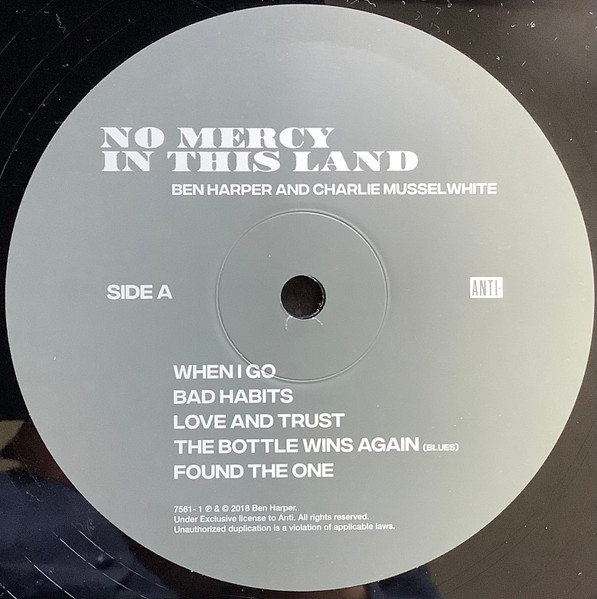 NO MERCY
IN THIS LAND
BEN HARPER AND CHARLIE MUSSELWHITE
SIDE A
ANTI-
WHEN I GO
BAD HABITS
LOVE AND TRUST
THE BOTTLE WINS AGAIN (BLUES)
FOUND THE ONE
7561- 1 ℗ & © 2018 Ben Harper.
Under Exclusive license to Anti. All rights reserved.
Unauthorized duplication is a violation of applicable laws.